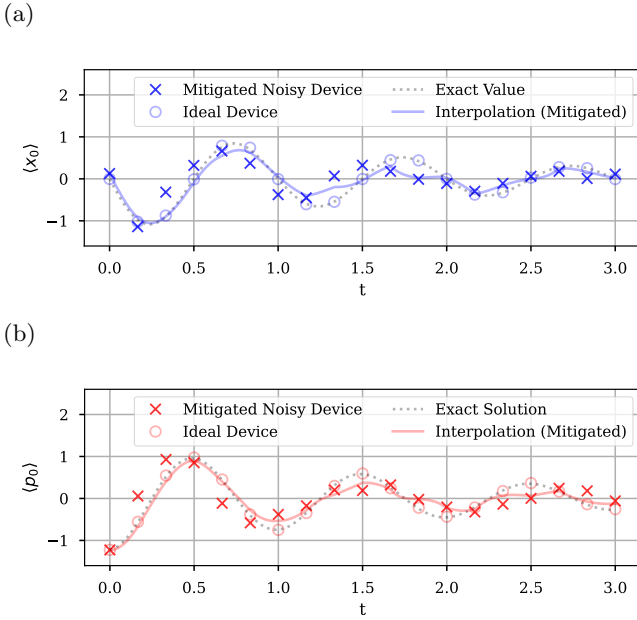 (a)
Mitigated Noisy Device
Ideal Device
Exact Value
Interpolation (Mitigated)
2
1
0
−1
⟨x₀⟩
0.0 0.5 1.0 1.5 2.0 2.5 3.0
t
(b)
Mitigated Noisy Device
Ideal Device
Exact Solution
Interpolation (Mitigated)
2
1
0
−1
⟨p₀⟩
0.0 0.5 1.0 1.5 2.0 2.5 3.0
t